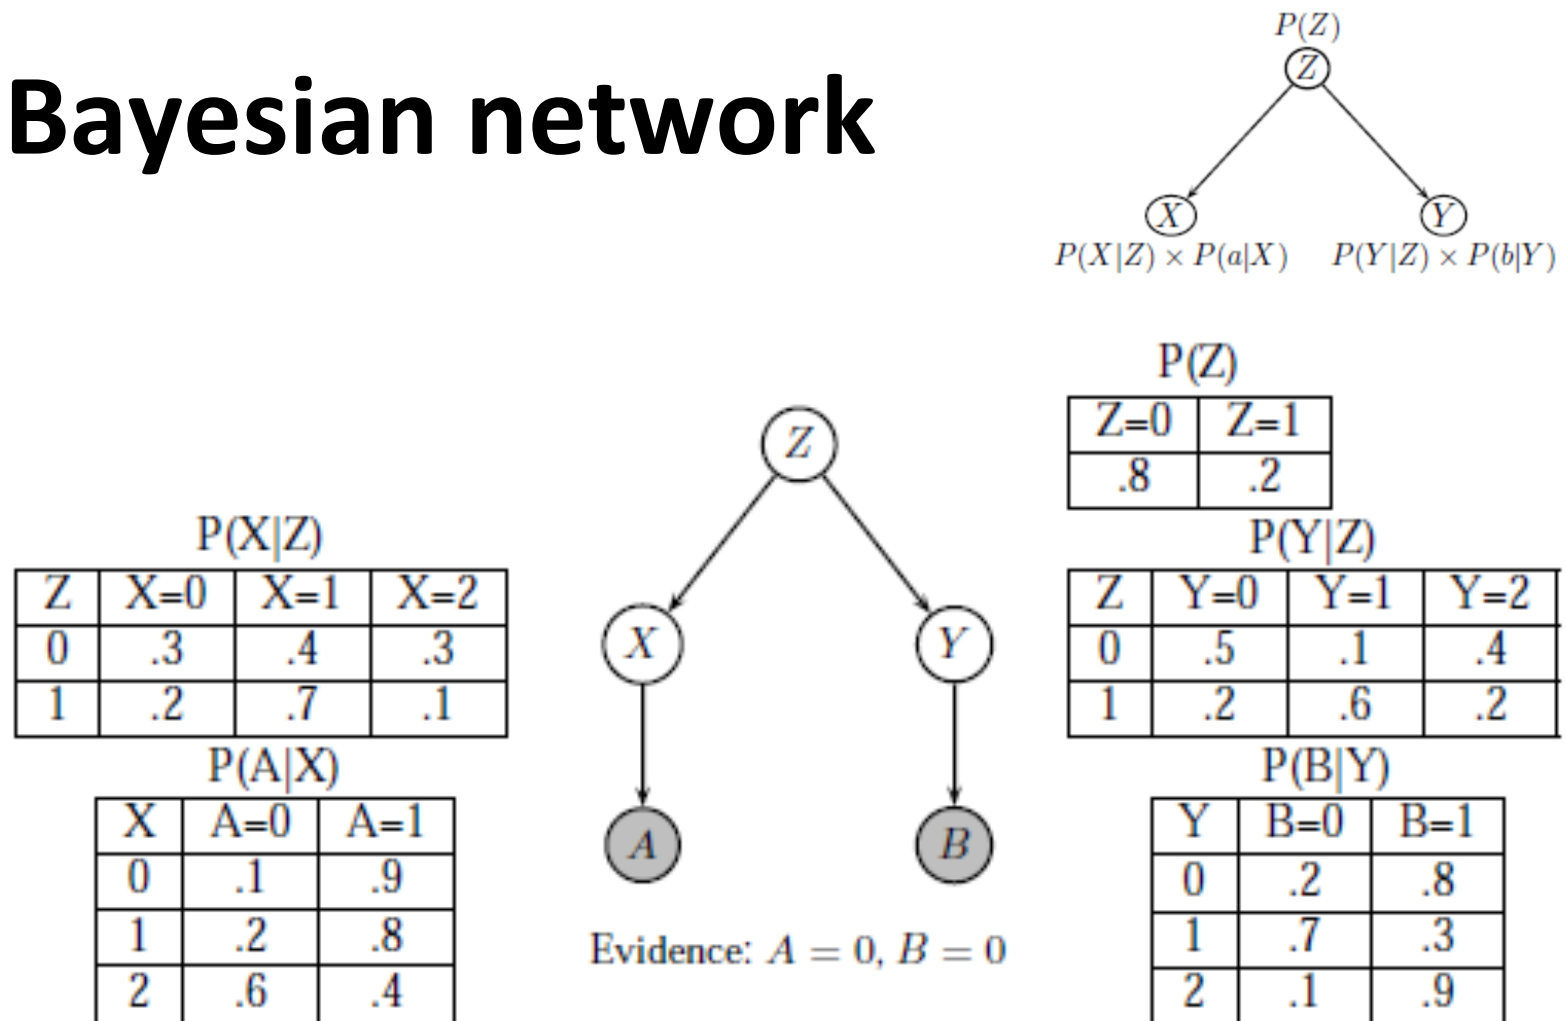 Bayesian network
P(Z)
Z
X
Y
P(X|Z) × P(a|X)
P(Y|Z) × P(b|Y)
P(Z)
Z=0 Z=1
.8 .2
Z
P(X|Z)
Z X=0 X=1 X=2
0 .3 .4 .3
1 .2 .7 .1
X
Y
P(Y|Z)
Z Y=0 Y=1 Y=2
0 .5 .1 .4
1 .2 .6 .2
P(A|X)
X A=0 A=1
0 .1 .9
1 .2 .8
2 .6 .4
A
B
Evidence: A = 0, B = 0
P(B|Y)
Y B=0 B=1
0 .2 .8
1 .7 .3
2 .1 .9